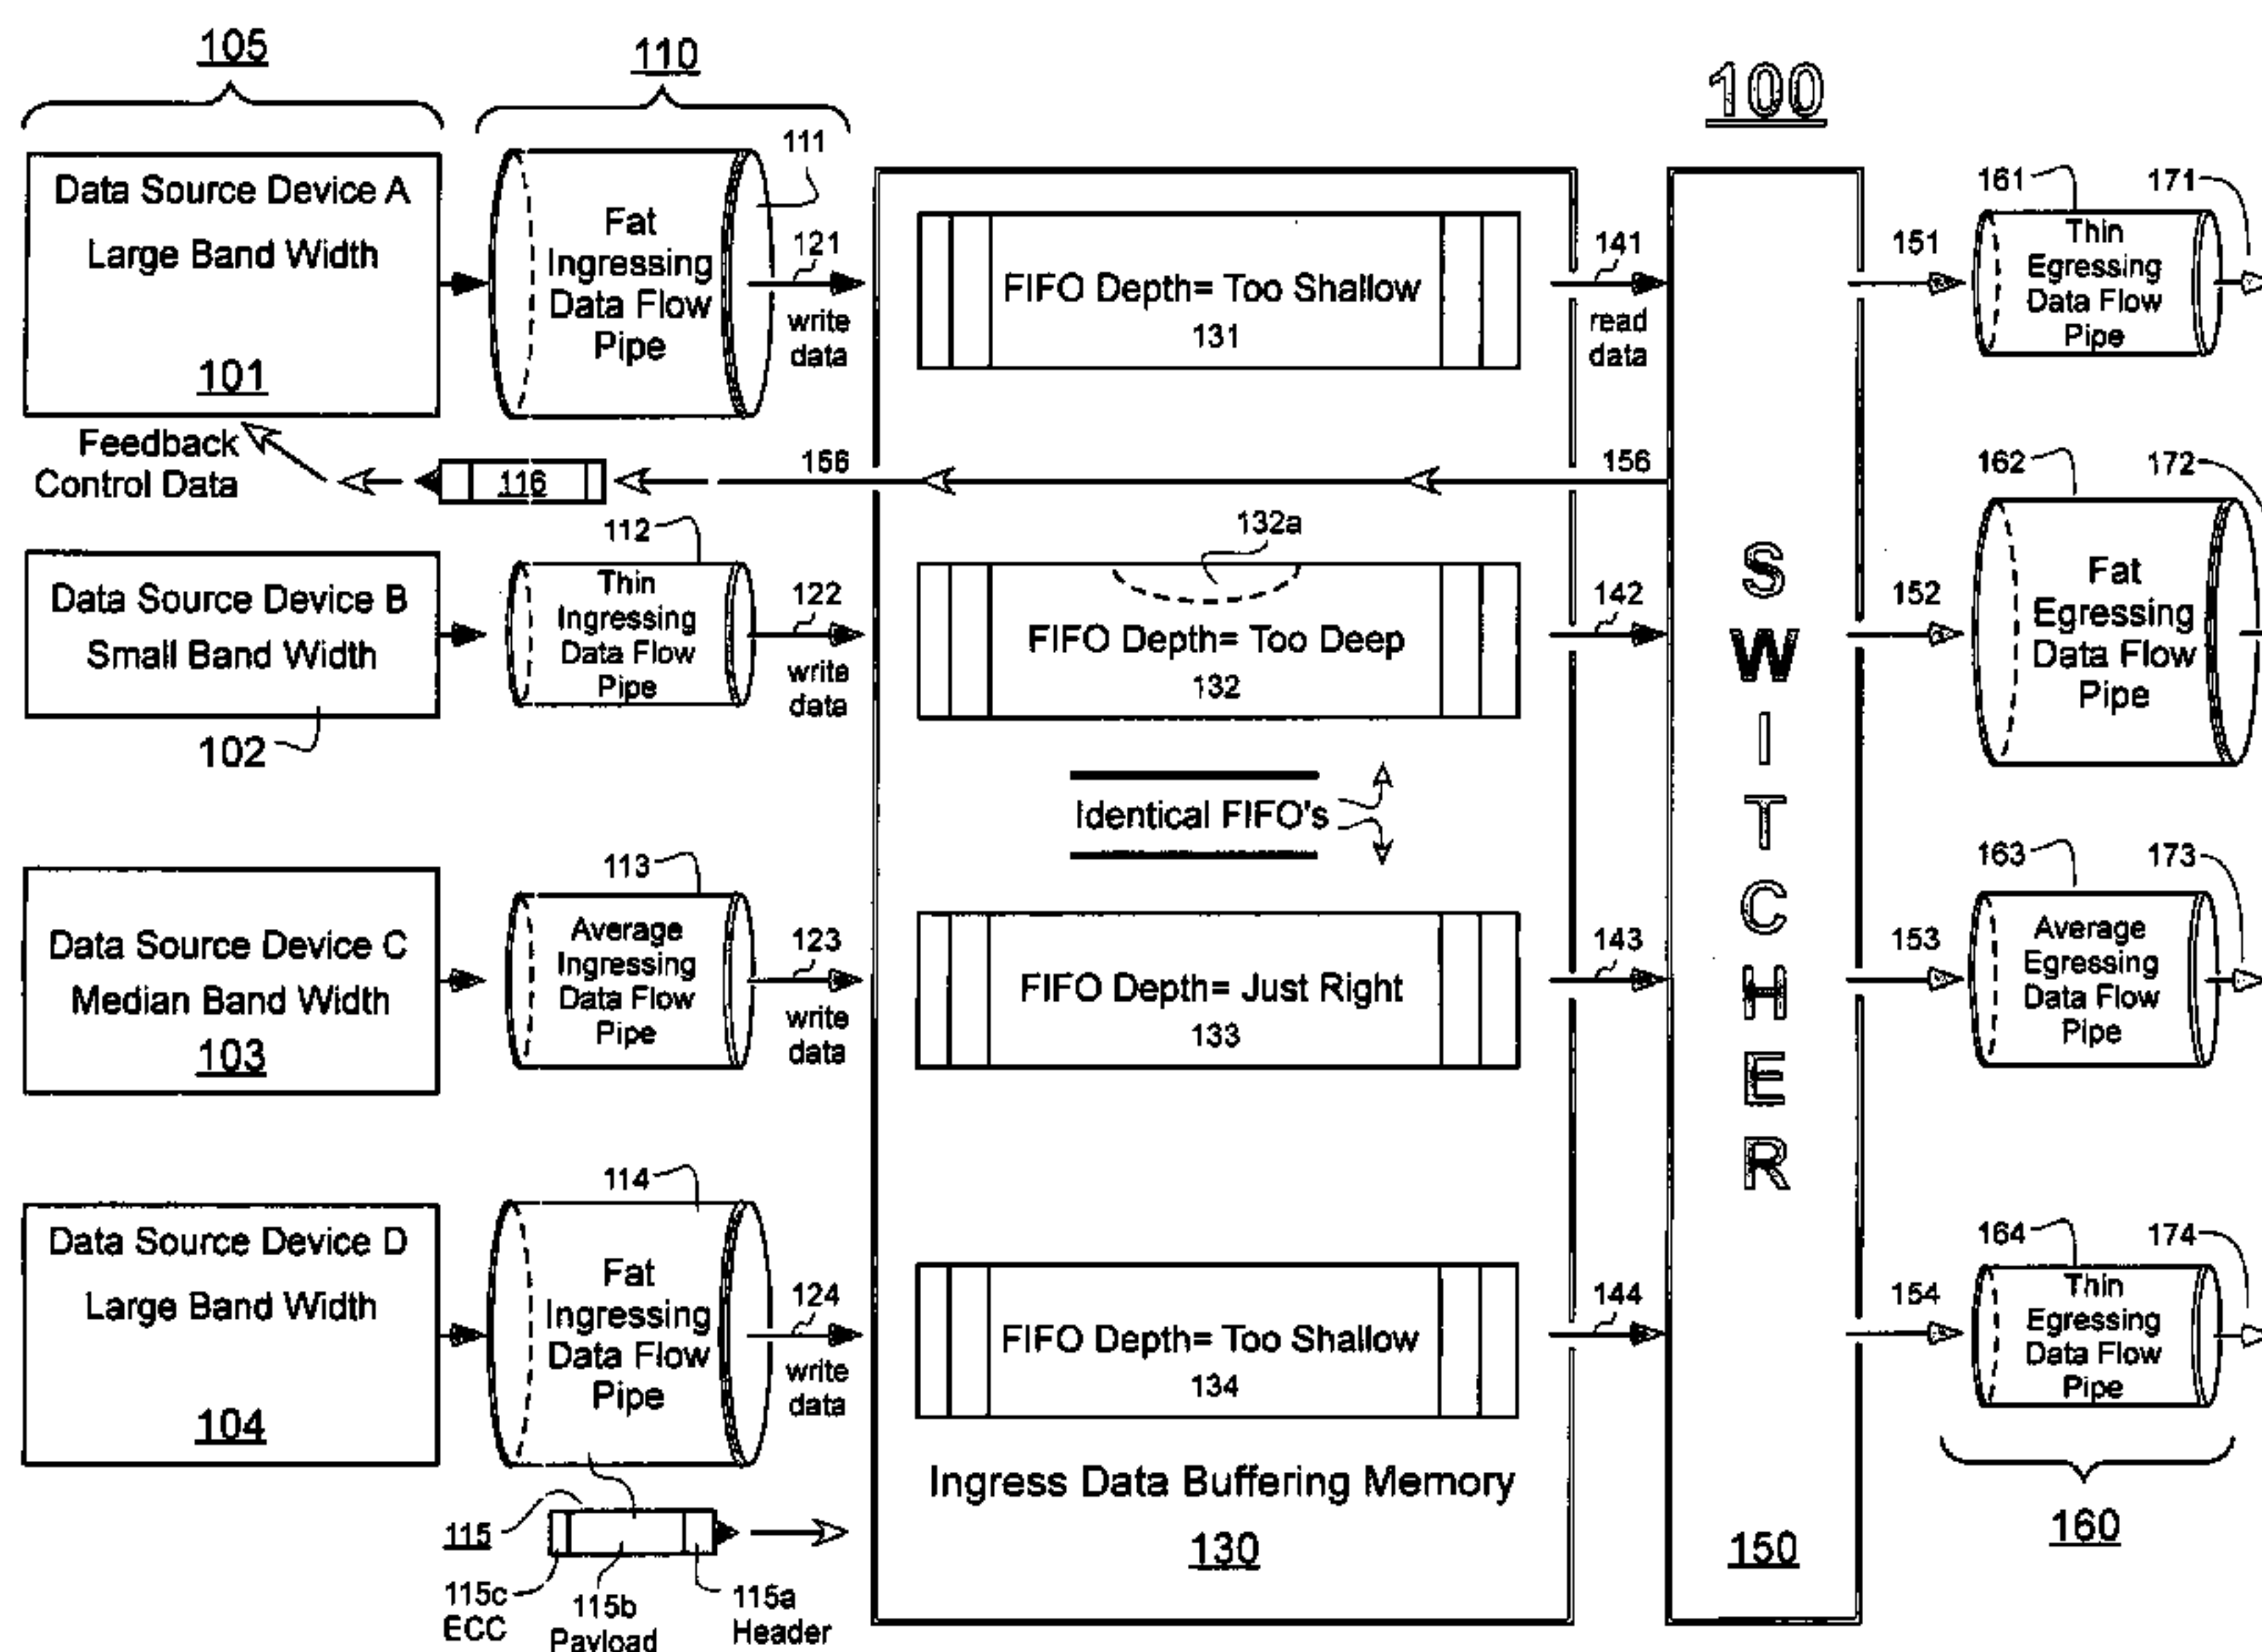 105
110
100
Data Source Device A
Large Band Width
101
Fat
Ingressing
Data Flow
Pipe
111
121
write
data
FIFO Depth= Too Shallow
131
141
read
data
151
161
Thin
Egressing
Data Flow
Pipe
171
Feedback
Control Data
116
156
156
Data Source Device B
Small Band Width
102
112
Thin
Ingressing
Data Flow
Pipe
122
write
data
132a
FIFO Depth= Too Deep
132
142
152
162
Fat
Egressing
Data Flow
Pipe
172
Identical FIFO's
SWITCHER
150
Data Source Device C
Median Band Width
103
113
Average
Ingressing
Data Flow
Pipe
123
write
data
FIFO Depth= Just Right
133
143
153
163
Average
Egressing
Data Flow
Pipe
173
Data Source Device D
Large Band Width
104
114
Fat
Ingressing
Data Flow
Pipe
124
write
data
FIFO Depth= Too Shallow
134
144
154
164
Thin
Egressing
Data Flow
Pipe
174
160
Ingress Data Buffering Memory
130
115
115c
ECC
115b
Payload
115a
Header